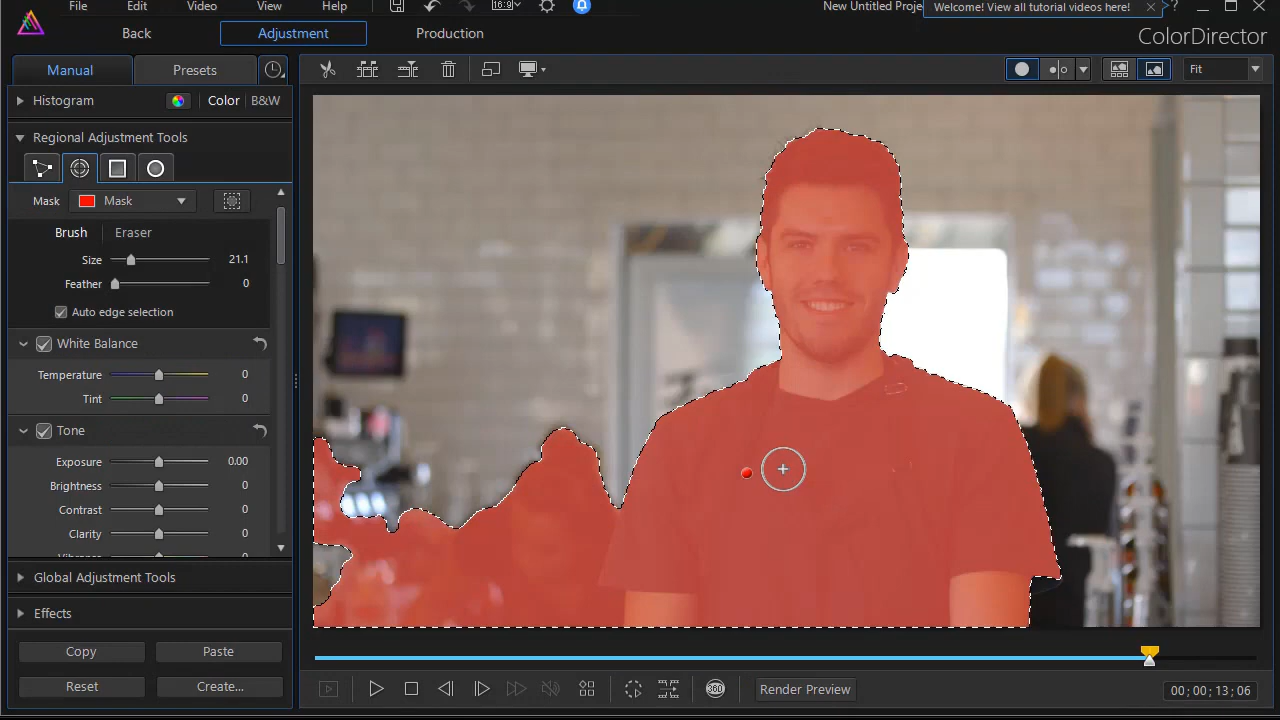 File Edit Video View Help 16:9 New Untitled Proje Welcome! View all tutorial videos here! ?
Back Adjustment Production ColorDirector
Manual Presets Fit
Histogram Color B&W
Regional Adjustment Tools
Mask Mask
Brush Eraser
Size 21.1
Feather 0
Auto edge selection
White Balance
Temperature 0
Tint 0
Tone
Exposure 0.00
Brightness 0
Contrast 0
Clarity 0
Global Adjustment Tools
Effects
Copy Paste
Reset Create...
360 Render Preview 00;00;13;06